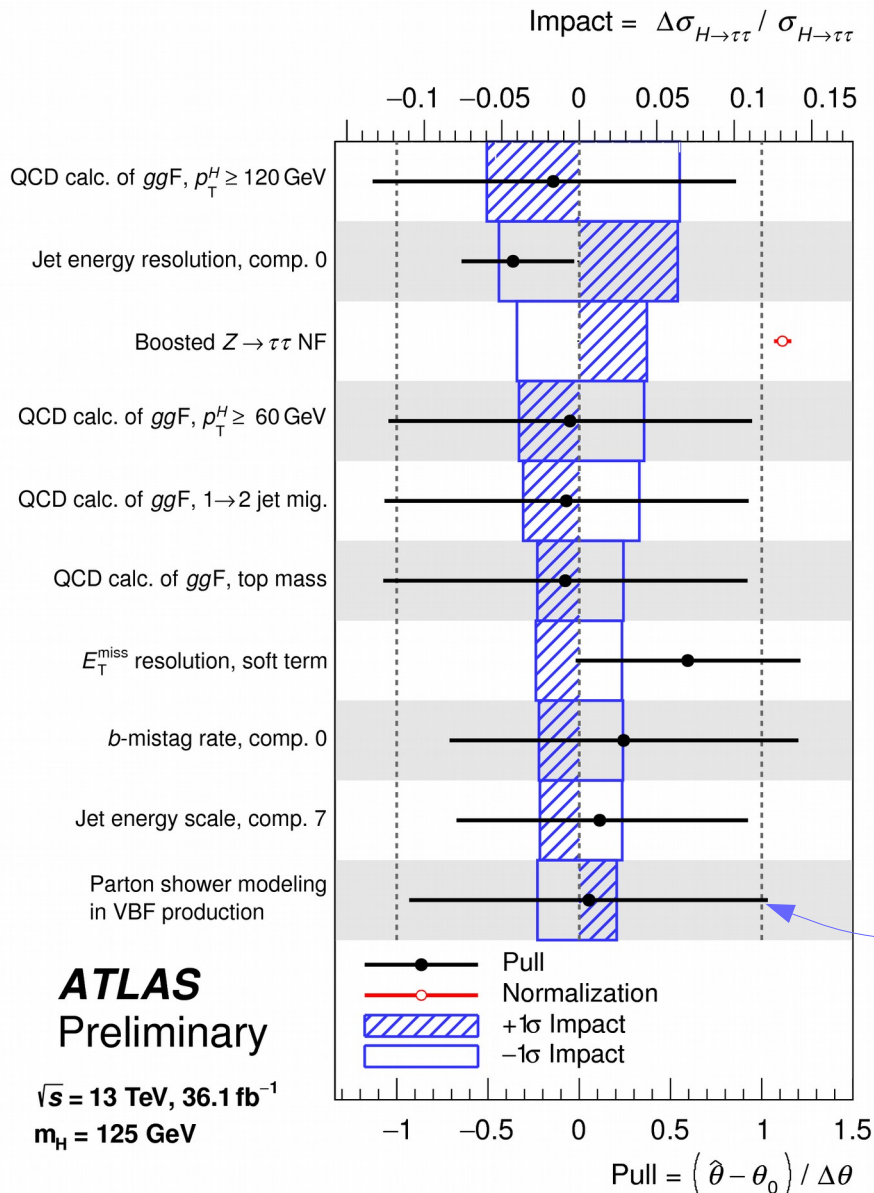 Impact = Δσ_{H→ττ} / σ_{H→ττ}
−0.1 −0.05 0 0.05 0.1 0.15
QCD calc. of ggF, p_T^H ≥ 120 GeV
Jet energy resolution, comp. 0
Boosted Z → ττ NF
QCD calc. of ggF, p_T^H ≥ 60 GeV
QCD calc. of ggF, 1→2 jet mig.
QCD calc. of ggF, top mass
E_T^miss resolution, soft term
b-mistag rate, comp. 0
Jet energy scale, comp. 7
Parton shower modeling
in VBF production
ATLAS
Preliminary
√s = 13 TeV, 36.1 fb⁻¹
m_H = 125 GeV
Pull
Normalization
+1σ Impact
−1σ Impact
−1 −0.5 0 0.5 1 1.5
Pull = (θ̂ − θ_0) / Δθ